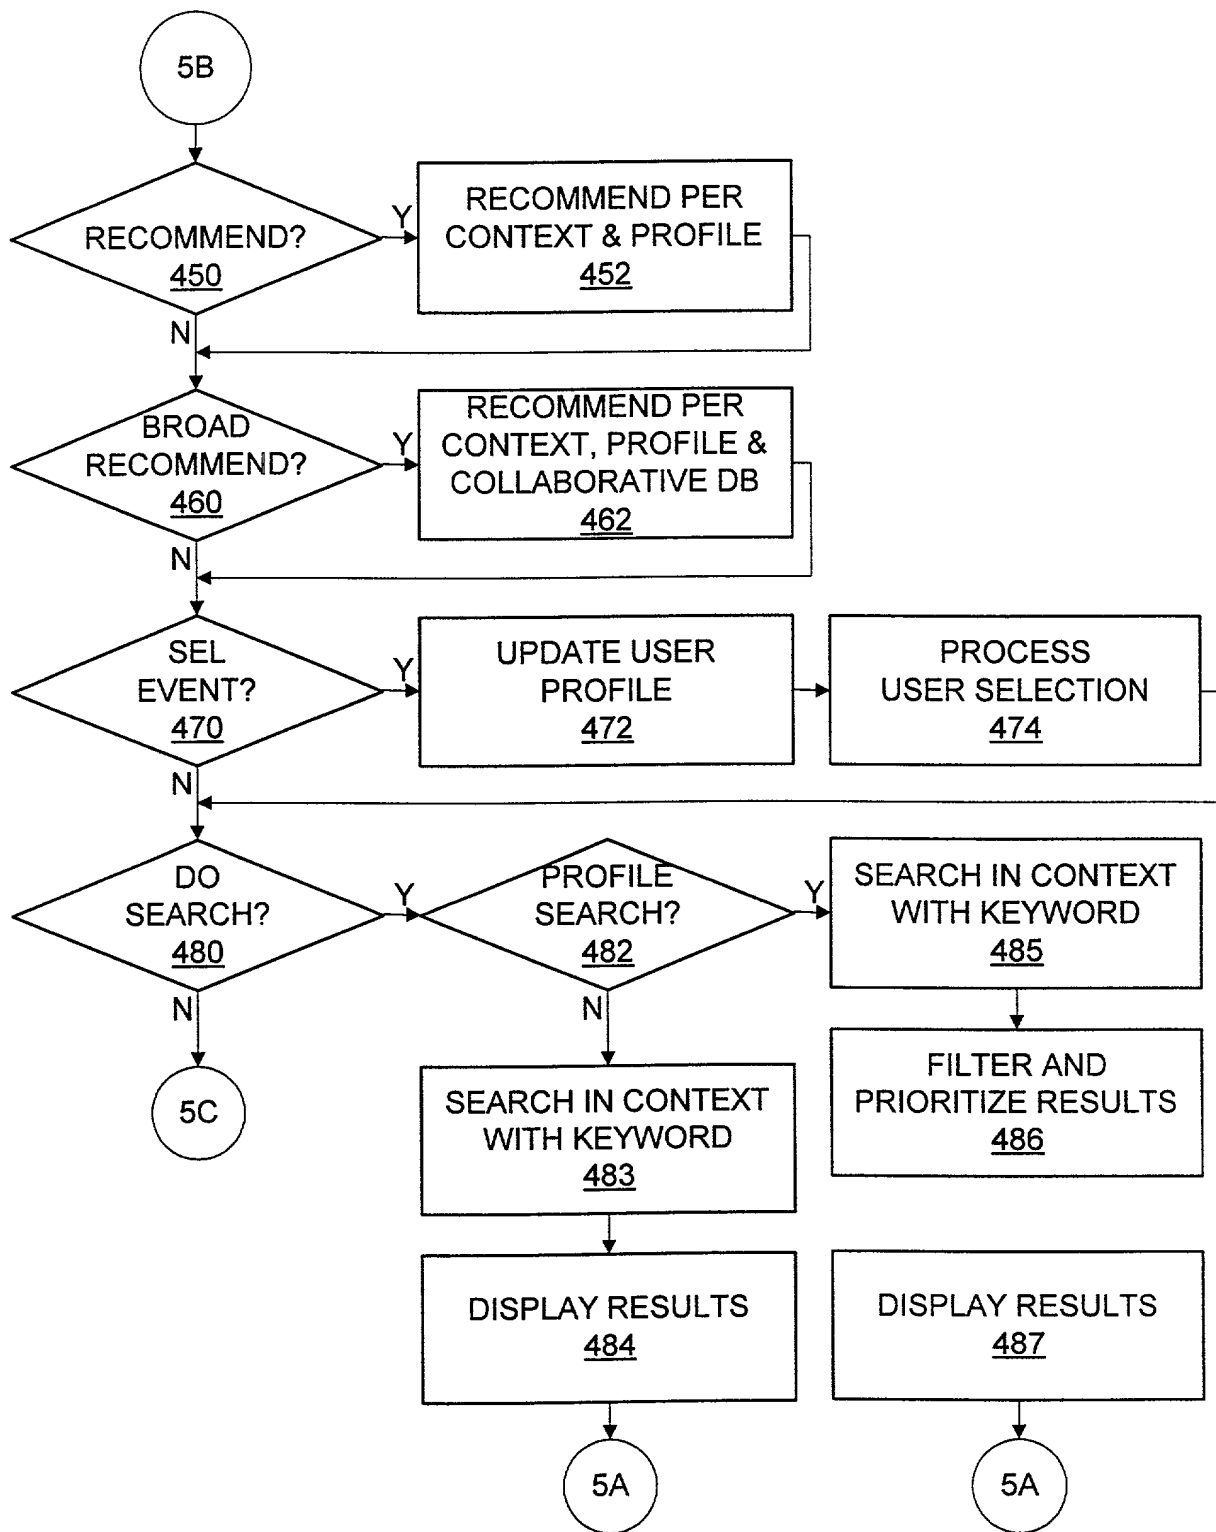 5B
RECOMMEND?
450
Y
RECOMMEND PER
CONTEXT & PROFILE
452
N
BROAD
RECOMMEND?
460
Y
RECOMMEND PER
CONTEXT, PROFILE &
COLLABORATIVE DB
462
N
SEL
EVENT?
470
Y
UPDATE USER
PROFILE
472
PROCESS
USER SELECTION
474
N
DO
SEARCH?
480
Y
PROFILE
SEARCH?
482
Y
SEARCH IN CONTEXT
WITH KEYWORD
485
N
5C
N
SEARCH IN CONTEXT
WITH KEYWORD
483
FILTER AND
PRIORITIZE RESULTS
486
DISPLAY RESULTS
484
DISPLAY RESULTS
487
5A
5A